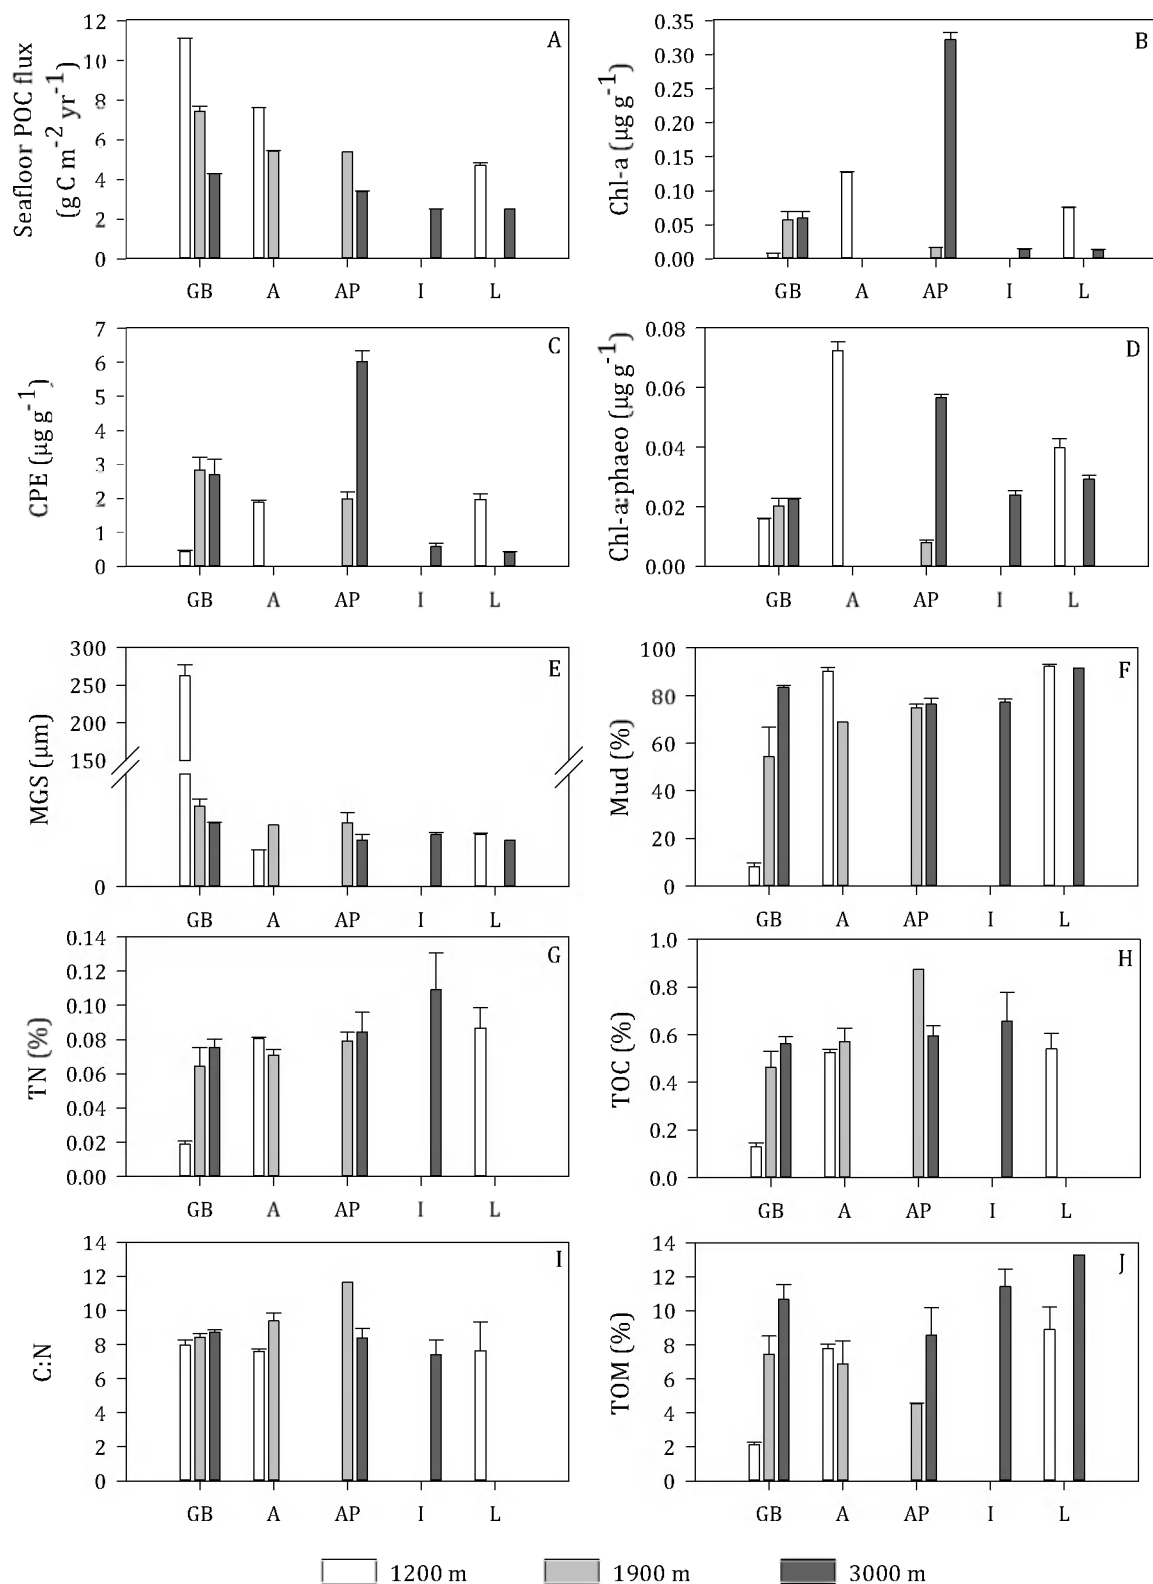 A
Seafloor POC flux
(g C m⁻² yr⁻¹)
12
10
8
6
4
2
0
GB A AP I L
B
Chl-a (µg g⁻¹)
0.35
0.30
0.25
0.20
0.15
0.10
0.05
0.00
GB A AP I L
C
CPE (µg g⁻¹)
7
6
5
4
3
2
1
0
GB A AP I L
D
Chl-a:phaeo (µg g⁻¹)
0.08
0.06
0.04
0.02
0.00
GB A AP I L
E
MGS (µm)
300
250
200
150
0
GB A AP I L
F
Mud (%)
100
80
60
40
20
0
GB A AP I L
G
TN (%)
0.14
0.12
0.10
0.08
0.06
0.04
0.02
0.00
GB A AP I L
H
TOC (%)
1.0
0.8
0.6
0.4
0.2
0.0
GB A AP I L
I
C:N
14
12
10
8
6
4
2
0
GB A AP I L
J
TOM (%)
14
12
10
8
6
4
2
0
GB A AP I L
1200 m 1900 m 3000 m